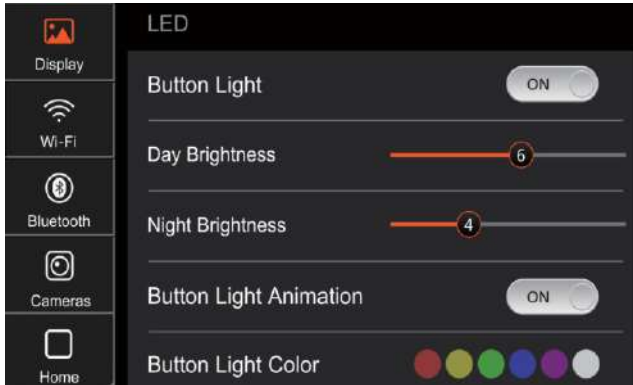 LED
Display
Button Light ON
Wi-Fi
Day Brightness 6
Bluetooth
Night Brightness 4
Cameras
Button Light Animation ON
Home
Button Light Color